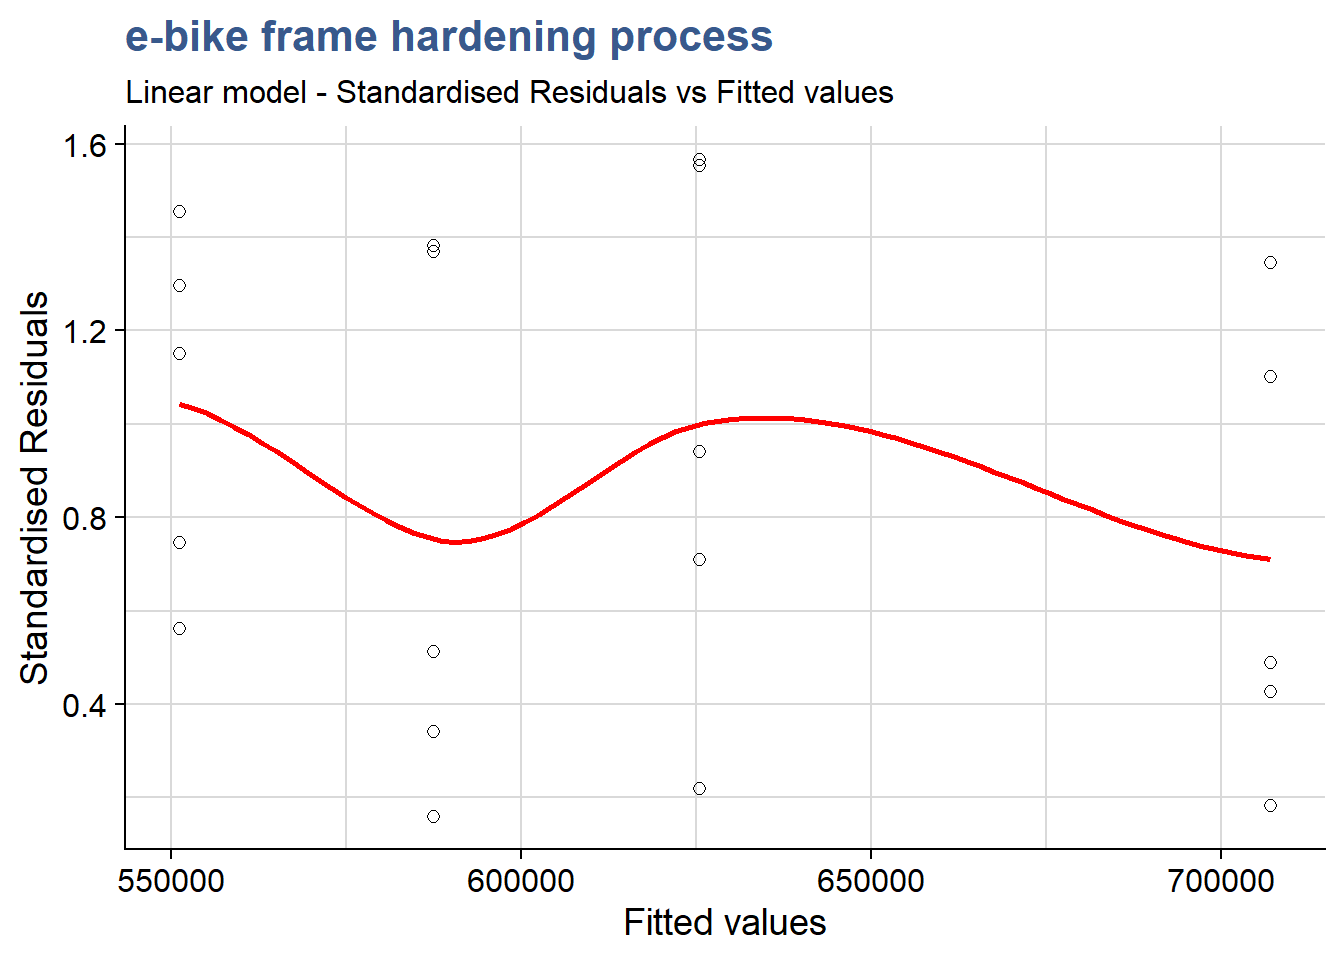 e-bike frame hardening process
Linear model - Standardised Residuals vs Fitted values
1.6
1.2
0.8
0.4
Standardised Residuals
550000
600000
650000
700000
Fitted values